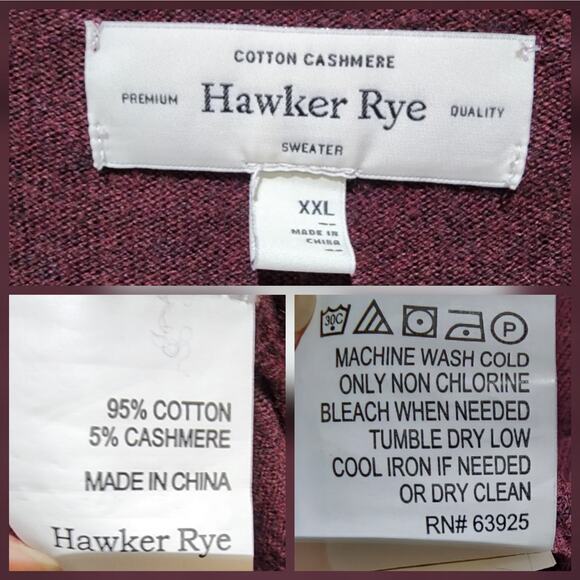 COTTON CASHMERE
PREMIUM Hawker Rye QUALITY
SWEATER
XXL
MADE IN
CHINA
95% COTTON
5% CASHMERE
MADE IN CHINA
Hawker Rye
30C P
MACHINE WASH COLD
ONLY NON CHLORINE
BLEACH WHEN NEEDED
TUMBLE DRY LOW
COOL IRON IF NEEDED
OR DRY CLEAN
RN# 63925